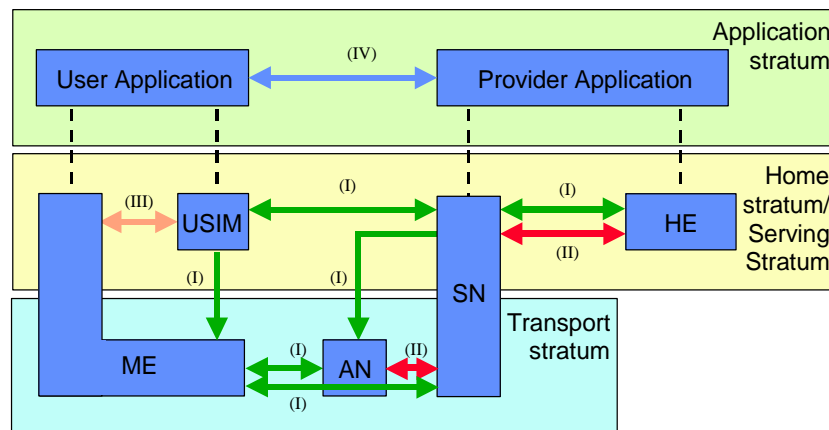 Application
stratum
(IV)
User Application
Provider Application
(I)
(I)
Home
stratum/
Serving
Stratum
(III)
USIM
HE
(II)
(I)
(I)
SN
Transport
stratum
(I)
(II)
ME
AN
(I)